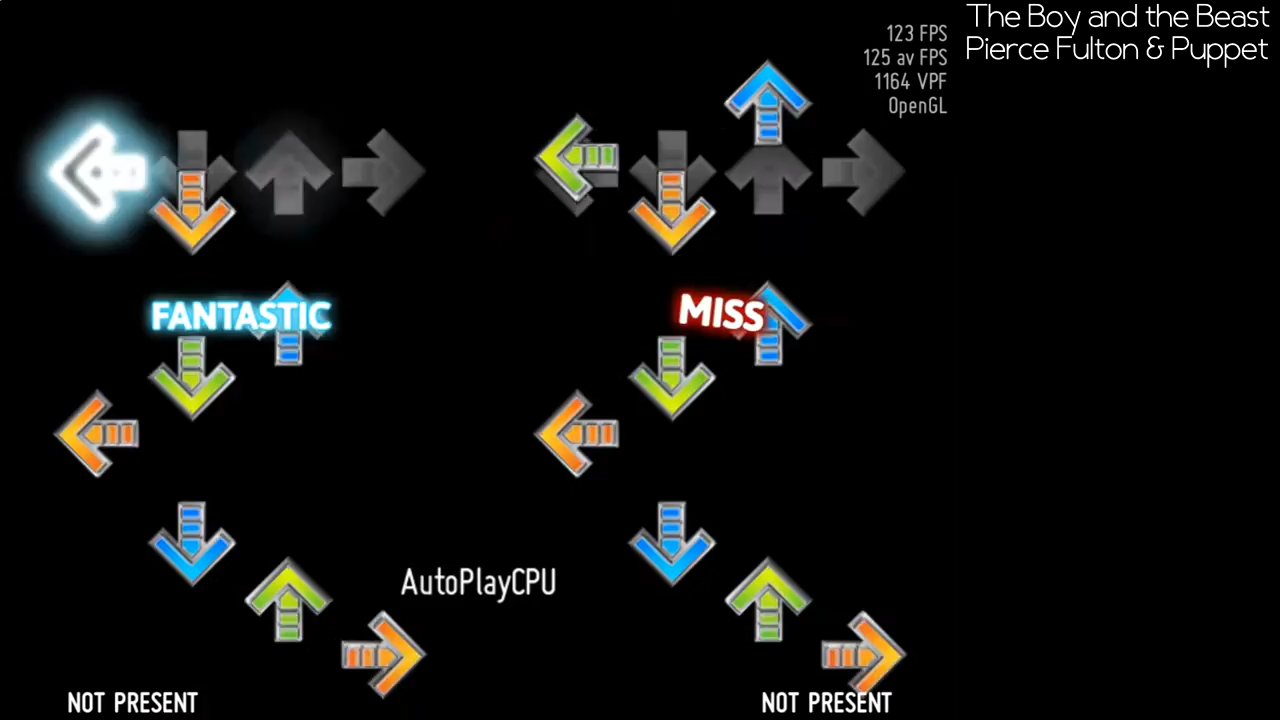 The Boy and the Beast
Pierce Fulton & Puppet
123 FPS
125 av FPS
1164 VPF
OpenGL
FANTASTIC
MISS
AutoPlayCPU
NOT PRESENT
NOT PRESENT